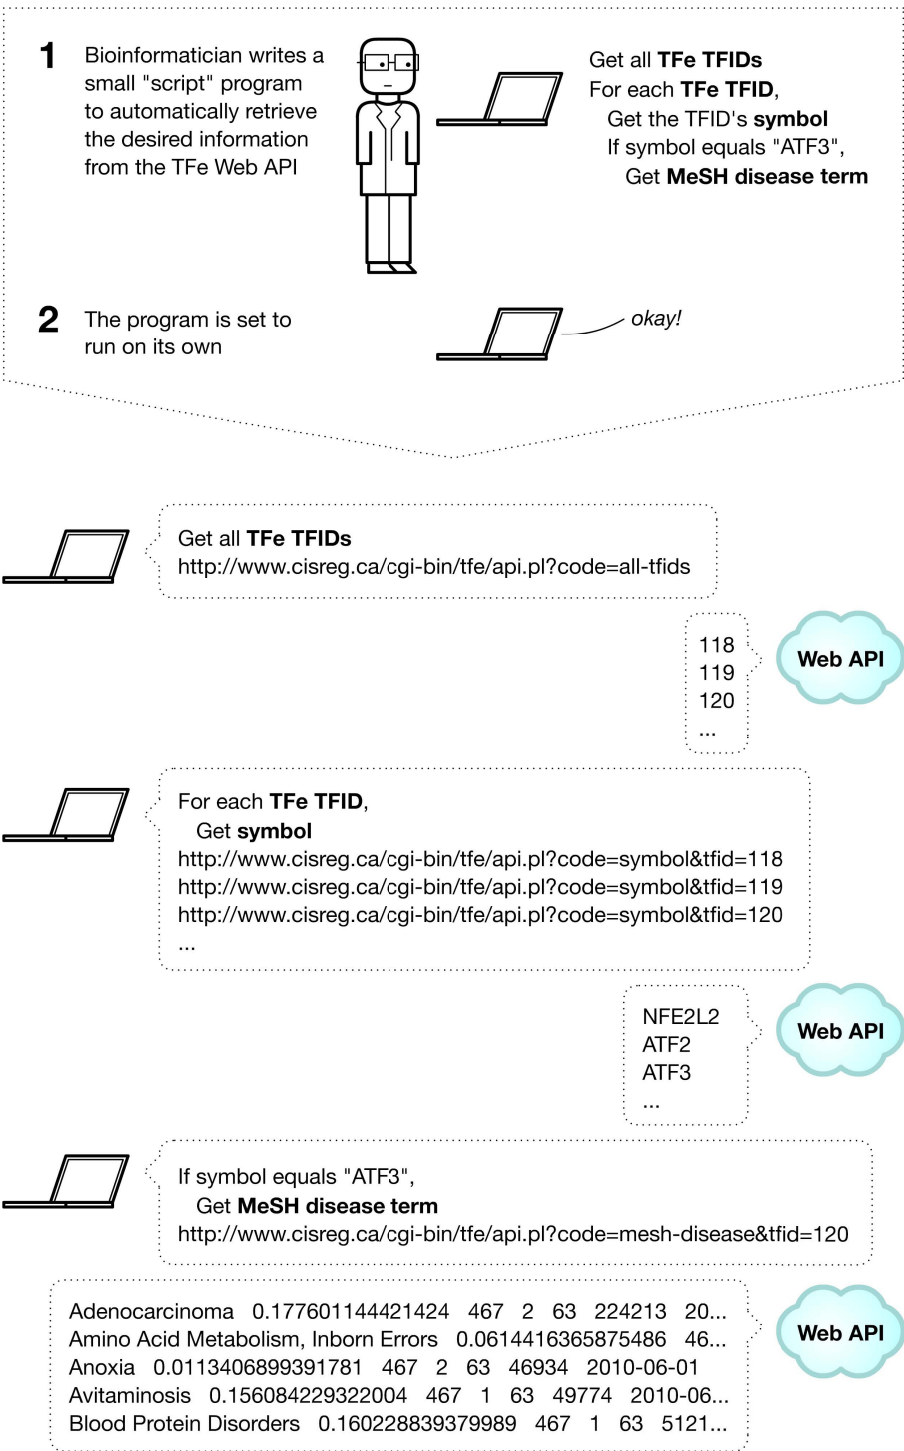 1
Bioinformatician writes a
small "script" program
to automatically retrieve
the desired information
from the TFe Web API
Get all TFe TFIDs
For each TFe TFID,
Get the TFID's symbol
If symbol equals "ATF3",
Get MeSH disease term
2
The program is set to
run on its own
okay!
Get all TFe TFIDs
http://www.cisreg.ca/cgi-bin/tfe/api.pl?code=all-tfids
118
119
120
...
Web API
For each TFe TFID,
Get symbol
http://www.cisreg.ca/cgi-bin/tfe/api.pl?code=symbol&tfid=118
http://www.cisreg.ca/cgi-bin/tfe/api.pl?code=symbol&tfid=119
http://www.cisreg.ca/cgi-bin/tfe/api.pl?code=symbol&tfid=120
...
NFE2L2
ATF2
ATF3
...
Web API
If symbol equals "ATF3",
Get MeSH disease term
http://www.cisreg.ca/cgi-bin/tfe/api.pl?code=mesh-disease&tfid=120
Adenocarcinoma 0.177601144421424 467 2 63 224213 20...
Amino Acid Metabolism, Inborn Errors 0.0614416365875486 46...
Anoxia 0.0113406899391781 467 2 63 46934 2010-06-01
Avitaminosis 0.156084229322004 467 1 63 49774 2010-06...
Blood Protein Disorders 0.160228839379989 467 1 63 5121...
Web API